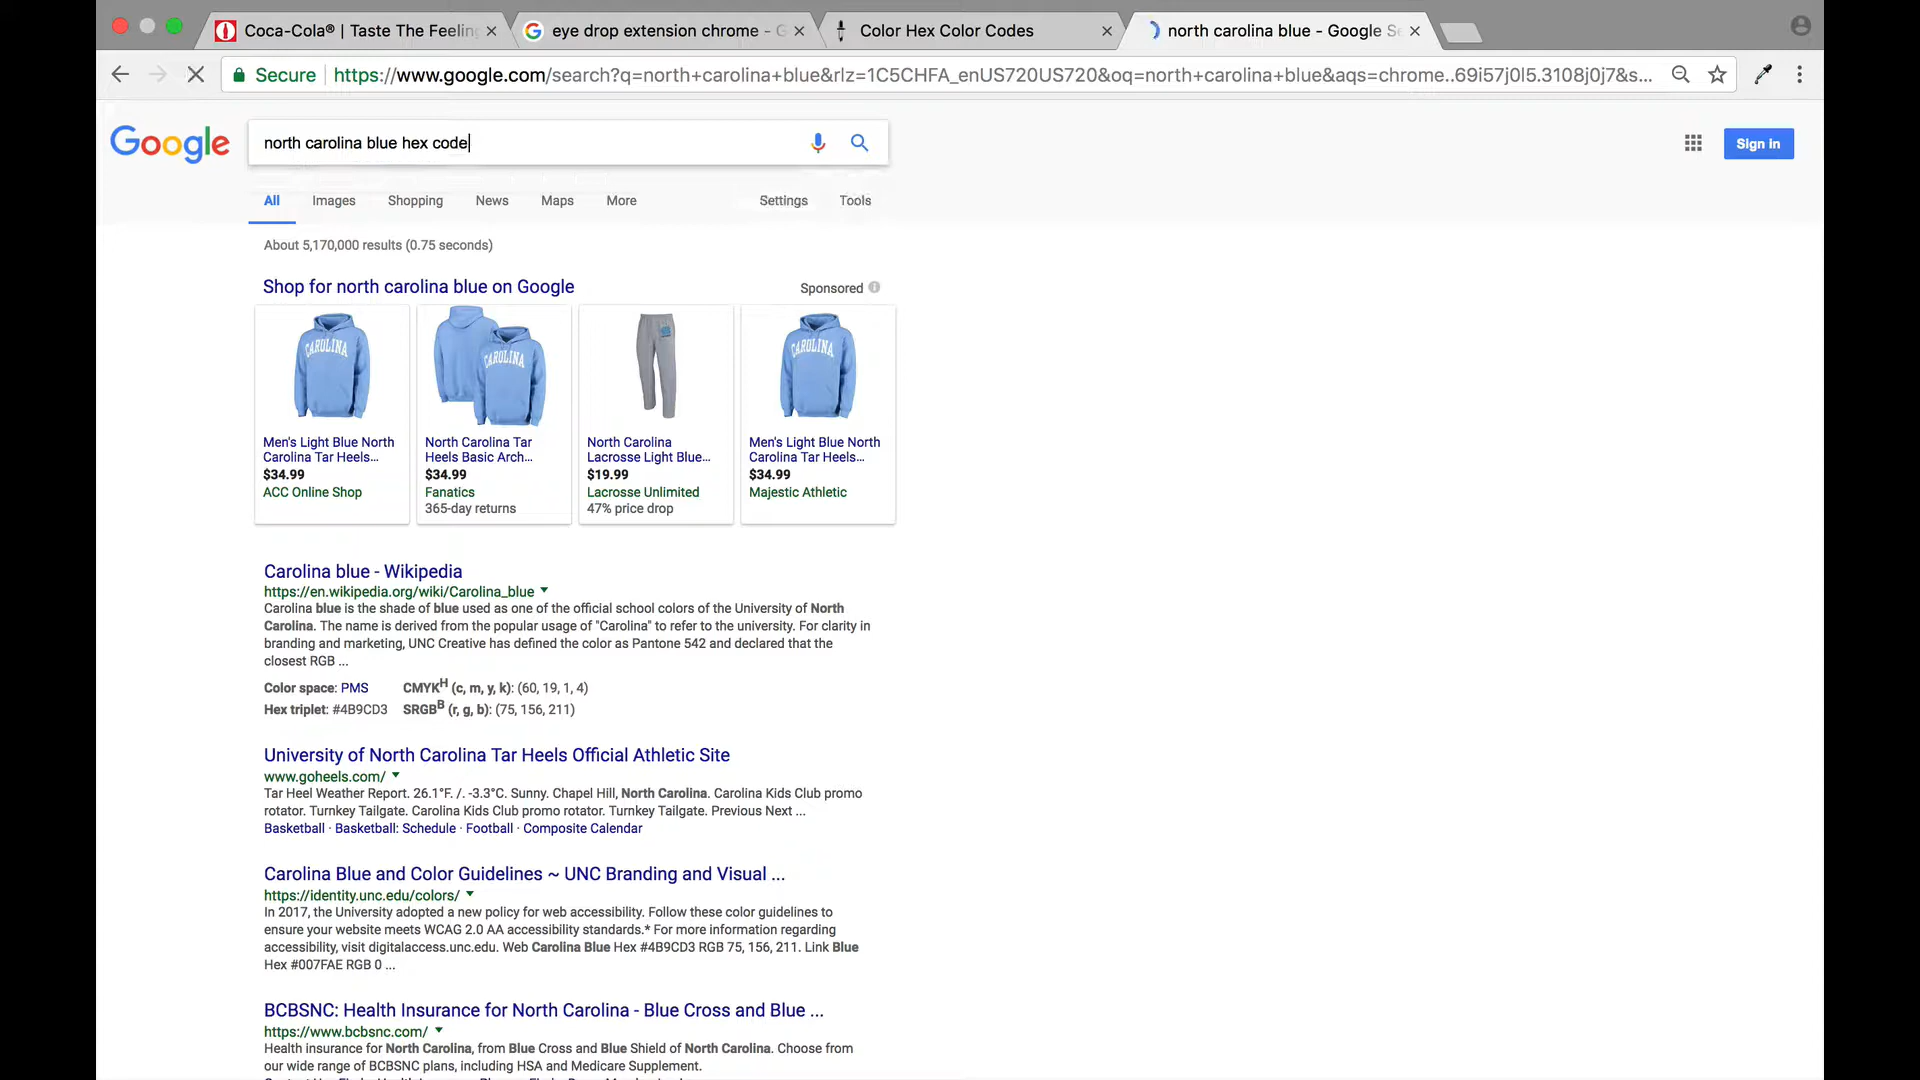 Coca-Cola® | Taste The Feeling
eye drop extension chrome - G
Color Hex Color Codes
north carolina blue - Google Se
Secure https://www.google.com/search?q=north+carolina+blue&rlz=1C5CHFA_enUS720US720&oq=north+carolina+blue&aqs=chrome..69i57j0l5.3108j0j7&s...
Google
north carolina blue hex code
Sign in
All Images Shopping News Maps More Settings Tools
About 5,170,000 results (0.75 seconds)
Shop for north carolina blue on Google
Sponsored
CAROLINA
CAROLINA
CAROLINA
Men's Light Blue North
Carolina Tar Heels...
$34.99
ACC Online Shop
North Carolina Tar
Heels Basic Arch...
$34.99
Fanatics
365-day returns
North Carolina
Lacrosse Light Blue...
$19.99
Lacrosse Unlimited
47% price drop
Men's Light Blue North
Carolina Tar Heels...
$34.99
Majestic Athletic
Carolina blue - Wikipedia
https://en.wikipedia.org/wiki/Carolina_blue
Carolina blue is the shade of blue used as one of the official school colors of the University of North
Carolina. The name is derived from the popular usage of "Carolina" to refer to the university. For clarity in
branding and marketing, UNC Creative has defined the color as Pantone 542 and declared that the
closest RGB ...
Color space: PMS CMYKH (c, m, y, k): (60, 19, 1, 4)
Hex triplet: #4B9CD3 SRGBB (r, g, b): (75, 156, 211)
University of North Carolina Tar Heels Official Athletic Site
www.goheels.com/
Tar Heel Weather Report. 26.1°F. /. -3.3°C. Sunny. Chapel Hill, North Carolina. Carolina Kids Club promo
rotator. Turnkey Tailgate. Carolina Kids Club promo rotator. Turnkey Tailgate. Previous Next ...
Basketball · Basketball: Schedule · Football · Composite Calendar
Carolina Blue and Color Guidelines ~ UNC Branding and Visual ...
https://identity.unc.edu/colors/
In 2017, the University adopted a new policy for web accessibility. Follow these color guidelines to
ensure your website meets WCAG 2.0 AA accessibility standards.* For more information regarding
accessibility, visit digitalaccess.unc.edu. Web Carolina Blue Hex #4B9CD3 RGB 75, 156, 211. Link Blue
Hex #007FAE RGB 0 ...
BCBSNC: Health Insurance for North Carolina - Blue Cross and Blue ...
https://www.bcbsnc.com/
Health insurance for North Carolina, from Blue Cross and Blue Shield of North Carolina. Choose from
our wide range of BCBSNC plans, including HSA and Medicare Supplement.